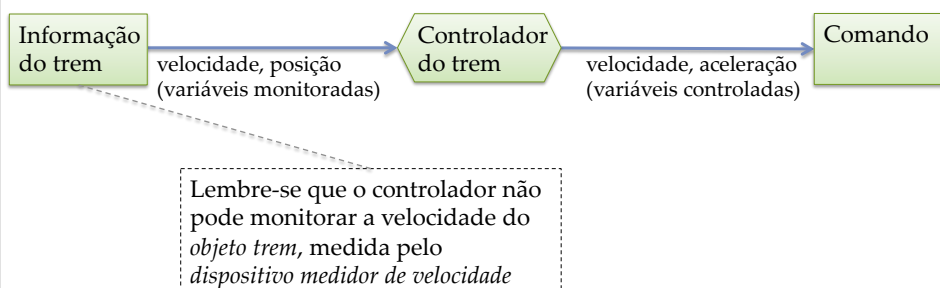 Informação
do trem
velocidade, posição
(variáveis monitoradas)
Controlador
do trem
velocidade, aceleração
(variáveis controladas)
Comando
Lembre-se que o controlador não
pode monitorar a velocidade do
objeto trem, medida pelo
dispositivo medidor de velocidade